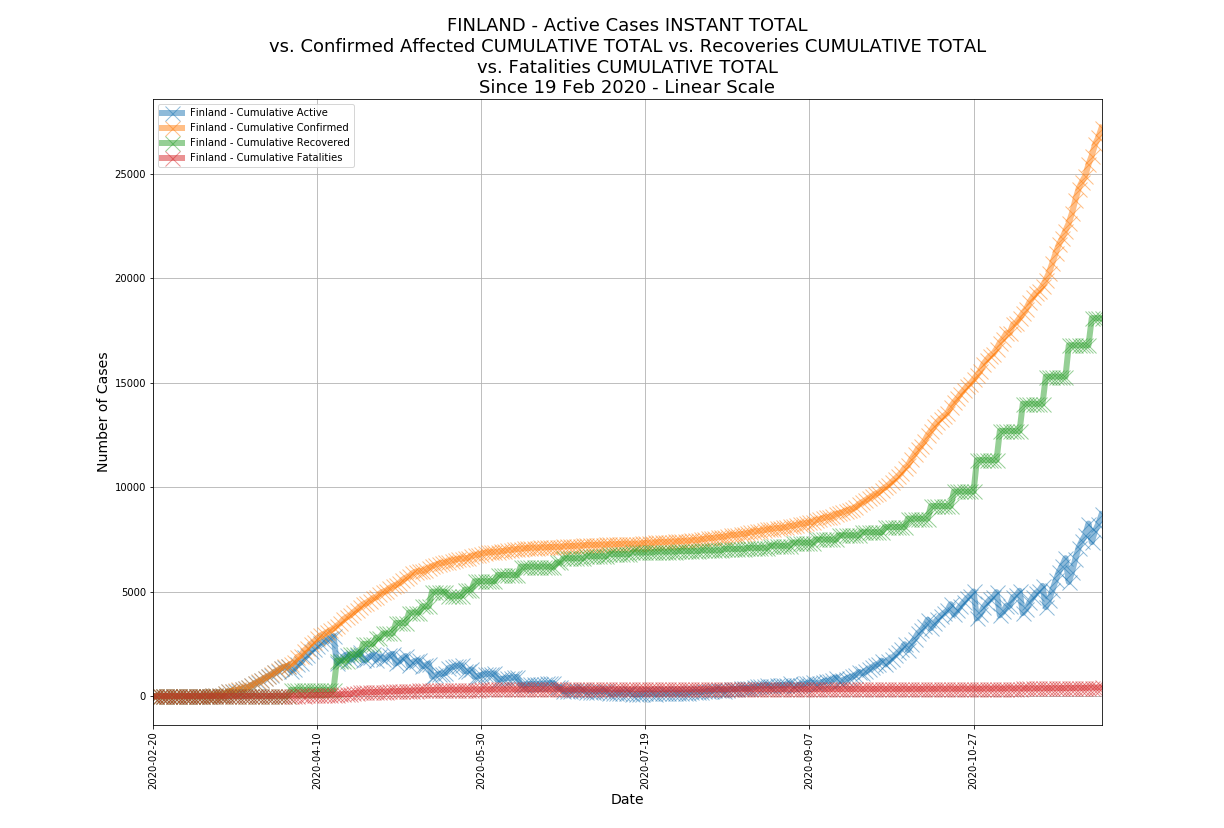 FINLAND - Active Cases INSTANT TOTAL
vs. Confirmed Affected CUMULATIVE TOTAL vs. Recoveries CUMULATIVE TOTAL
vs. Fatalities CUMULATIVE TOTAL
Since 19 Feb 2020 - Linear Scale
Finland - Cumulative Active
Finland - Cumulative Confirmed
Finland - Cumulative Recovered
Finland - Cumulative Fatalities
Number of Cases
25000
20000
15000
10000
5000
0
2020-02-20
2020-04-10
2020-05-30
2020-07-19
2020-09-07
2020-10-27
Date